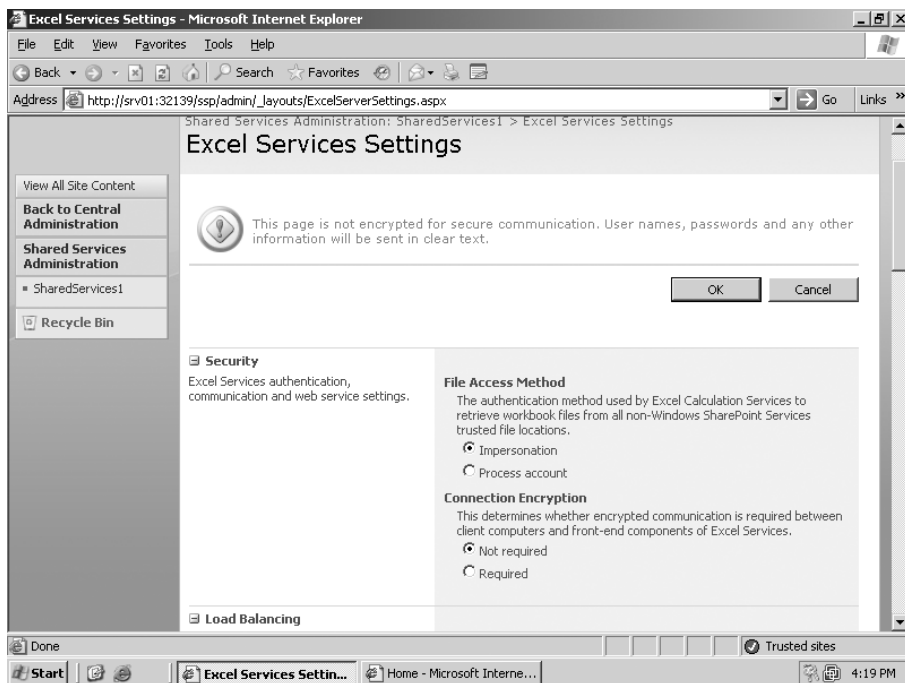 Excel Services Settings - Microsoft Internet Explorer
File Edit View Favorites Tools Help
Back Search Favorites
Address http://srv01:32139/ssp/admin/_layouts/ExcelServerSettings.aspx Go Links »
Shared Services Administration: SharedServices1 > Excel Services Settings
Excel Services Settings
View All Site Content
Back to Central
Administration
Shared Services
Administration
SharedServices1
Recycle Bin
This page is not encrypted for secure communication. User names, passwords and any other
information will be sent in clear text.
OK Cancel
Security
Excel Services authentication,
communication and web service settings.
File Access Method
The authentication method used by Excel Calculation Services to
retrieve workbook files from all non-Windows SharePoint Services
trusted file locations.
Impersonation
Process account
Connection Encryption
This determines whether encrypted communication is required between
client computers and front-end components of Excel Services.
Not required
Required
Load Balancing
Done Trusted sites
Start Excel Services Settin... Home - Microsoft Interne... 4:19 PM